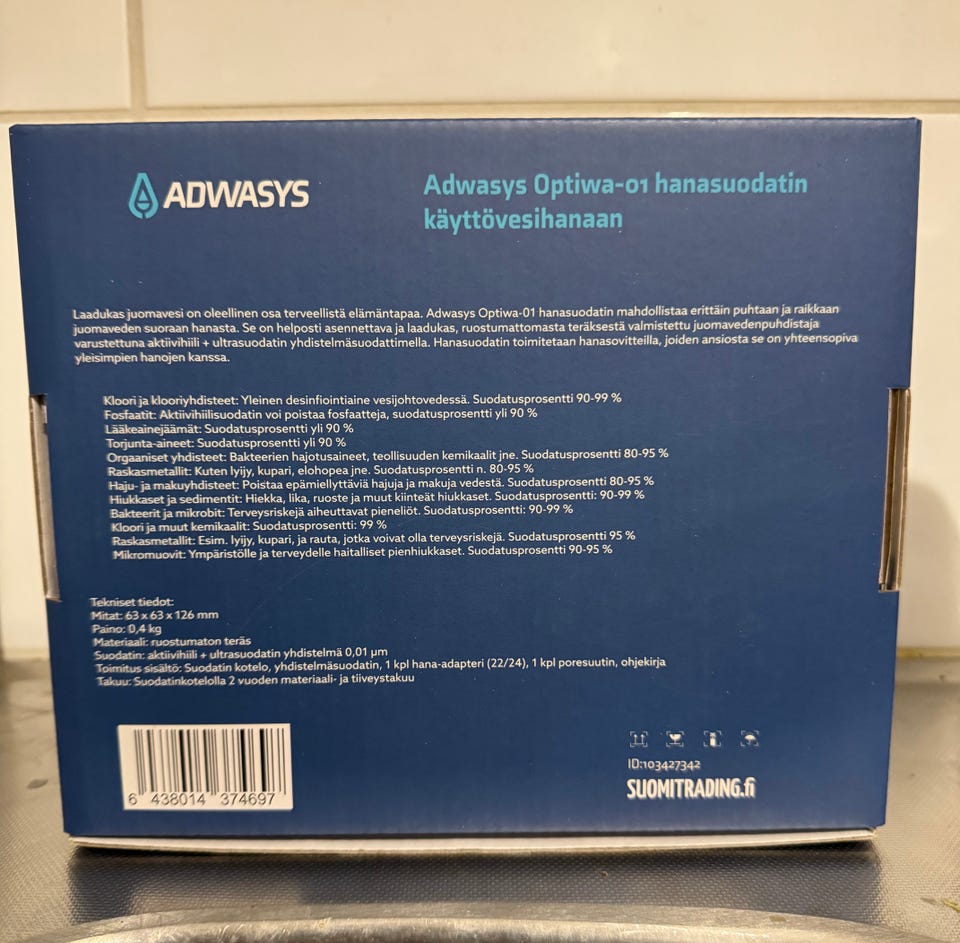 ADWASYS
Adwasys Optiwa-01 hanasuodatin
käyttövesihanaan
Laadukas juomavesi on oleellinen osa terveellistä elämäntapaa. Adwasys Optiwa-01 hanasuodatin mahdollistaa erittäin puhtaan ja raikkaan
juomaveden suoraan hanasta. Se on helposti asennettava ja laadukas, ruostumattomasta teräksestä valmistettu juomavedenpuhdistaja
varustettuna aktiivihiili + ultrasuodatin yhdistelmäsuodattimella. Hanasuodatin toimitetaan hanasovitteilla, joiden ansiosta se on yhteensopiva
yleisimpien hanojen kanssa.
Kloori ja klooriyhdisteet: Yleinen desinfiointiaine vesijohtovedessä. Suodatusprosentti 90-99 %
Fosfaatit: Aktiivihiilisuodatin voi poistaa fosfaatteja, suodatusprosentti yli 90 %
Lääkeainejäämät: Suodatusprosentti yli 90 %
Torjunta-aineet: Suodatusprosentti yli 90 %
Orgaaniset yhdisteet: Bakteerien hajotusaineet, teollisuuden kemikaalit jne. Suodatusprosentti 80-95 %
Raskasmetallit: Kuten lyijy, kupari, elohopea jne. Suodatusprosentti n. 80-95 %
Haju- ja makuyhdisteet: Poistaa epämiellyttäviä hajuja ja makuja vedestä. Suodatusprosentti 80-95 %
Hiukkaset ja sedimentit: Hiekka, lika, ruoste ja muut kiinteät hiukkaset. Suodatusprosentti: 90-99 %
Bakteerit ja mikrobit: Terveysriskejä aiheuttavat pieneliöt. Suodatusprosentti: 90-99 %
Kloori ja muut kemikaalit: Suodatusprosentti: 99 %
Raskasmetallit: Esim. lyijy, kupari, ja rauta, jotka voivat olla terveysriskejä. Suodatusprosentti 95 %
Mikromuovit: Ympäristölle ja terveydelle haitalliset pienhiukkaset. Suodatusprosentti 90-95 %
Tekniset tiedot:
Mitat: 63 x 63 x 126 mm
Paino: 0,4 kg
Materiaali: ruostumaton teräs
Suodatin: aktiivihiili + ultrasuodatin yhdistelmä 0,01 µm
Toimitus sisältö: Suodatin kotelo, yhdistelmäsuodatin, 1 kpl hana-adapteri (22/24), 1 kpl poresuutin, ohjekirja
Takuu: Suodatinkotelolla 2 vuoden materiaali- ja tiiveystakuu
6 438014 374697
ID:103427342
SUOMITRADING.fi